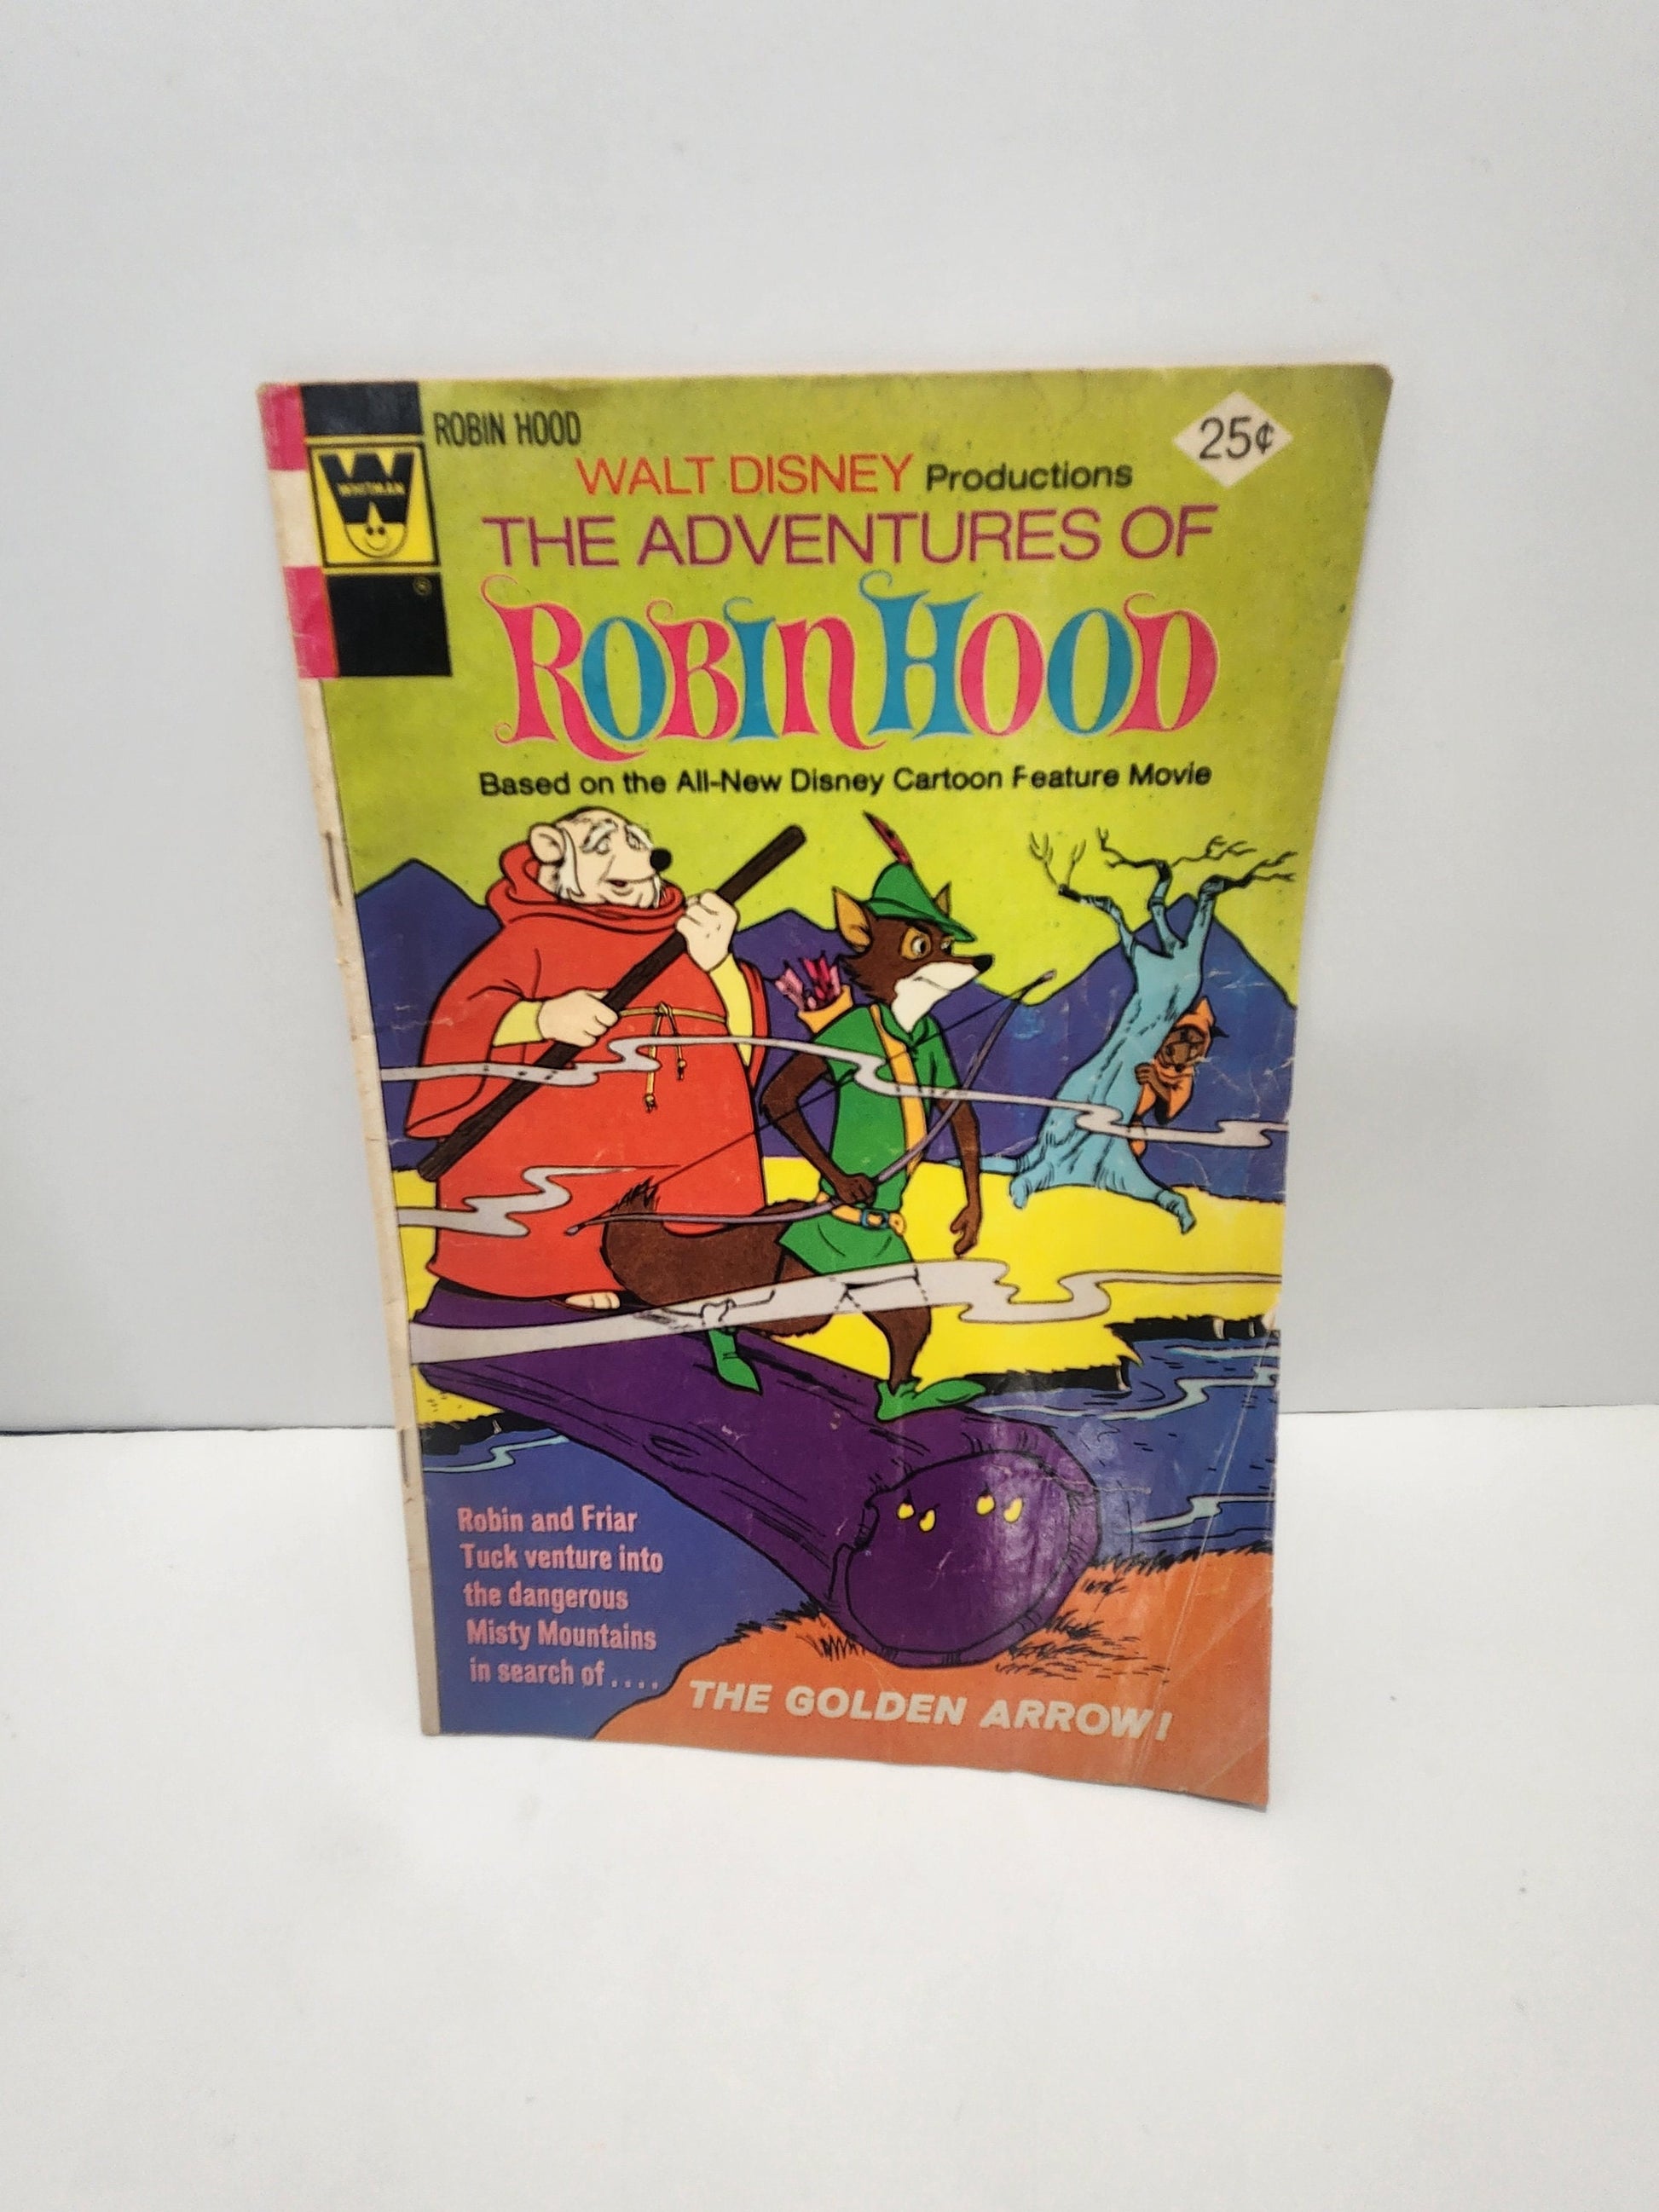 ROBIN HOOD
25¢
WHITMAN
WALT DISNEY Productions
THE ADVENTURES OF
ROBIN HOOD
Based on the All-New Disney Cartoon Feature Movie
Robin and Friar
Tuck venture into
the dangerous
Misty Mountains
in search of ....
THE GOLDEN ARROW!